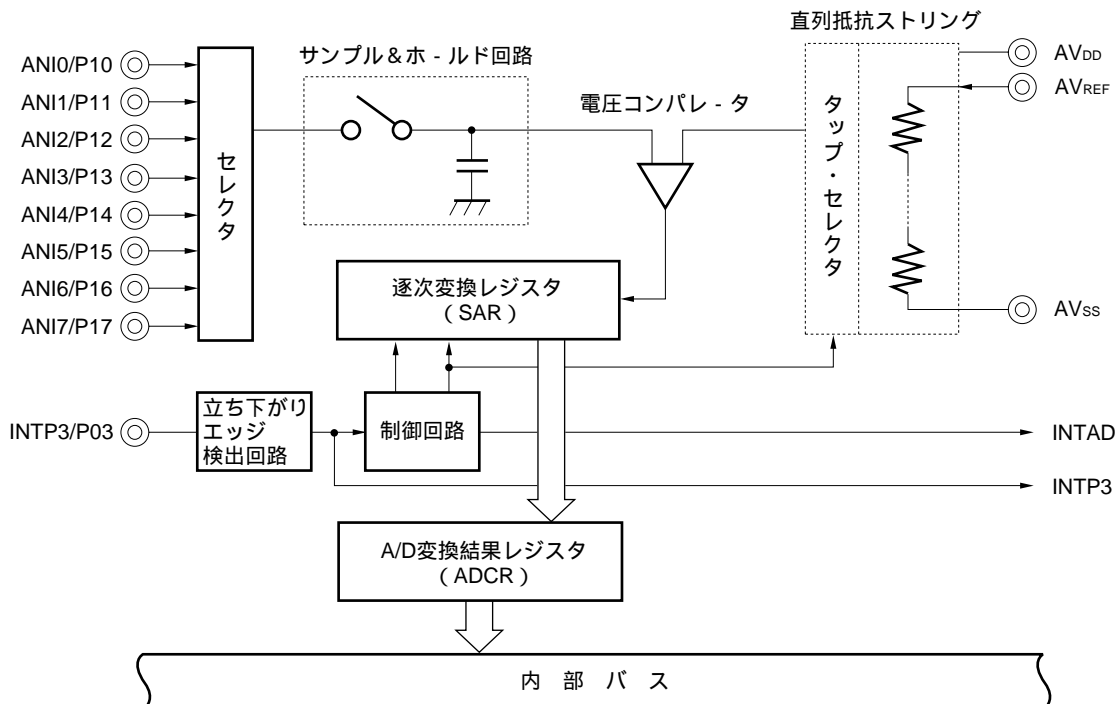 直列抵抗ストリング
サンプル＆ホ-ルド回路
ANI0/P10
ANI1/P11
ANI2/P12
ANI3/P13
ANI4/P14
ANI5/P15
ANI6/P16
ANI7/P17
セレクタ
電圧コンパレ-タ
タップ・セレクタ
AVDD
AVREF
AVSS
逐次変換レジスタ
（SAR）
INTP3/P03
立ち下がり
エッジ
検出回路
制御回路
INTAD
INTP3
A/D変換結果レジスタ
（ADCR）
内部バス